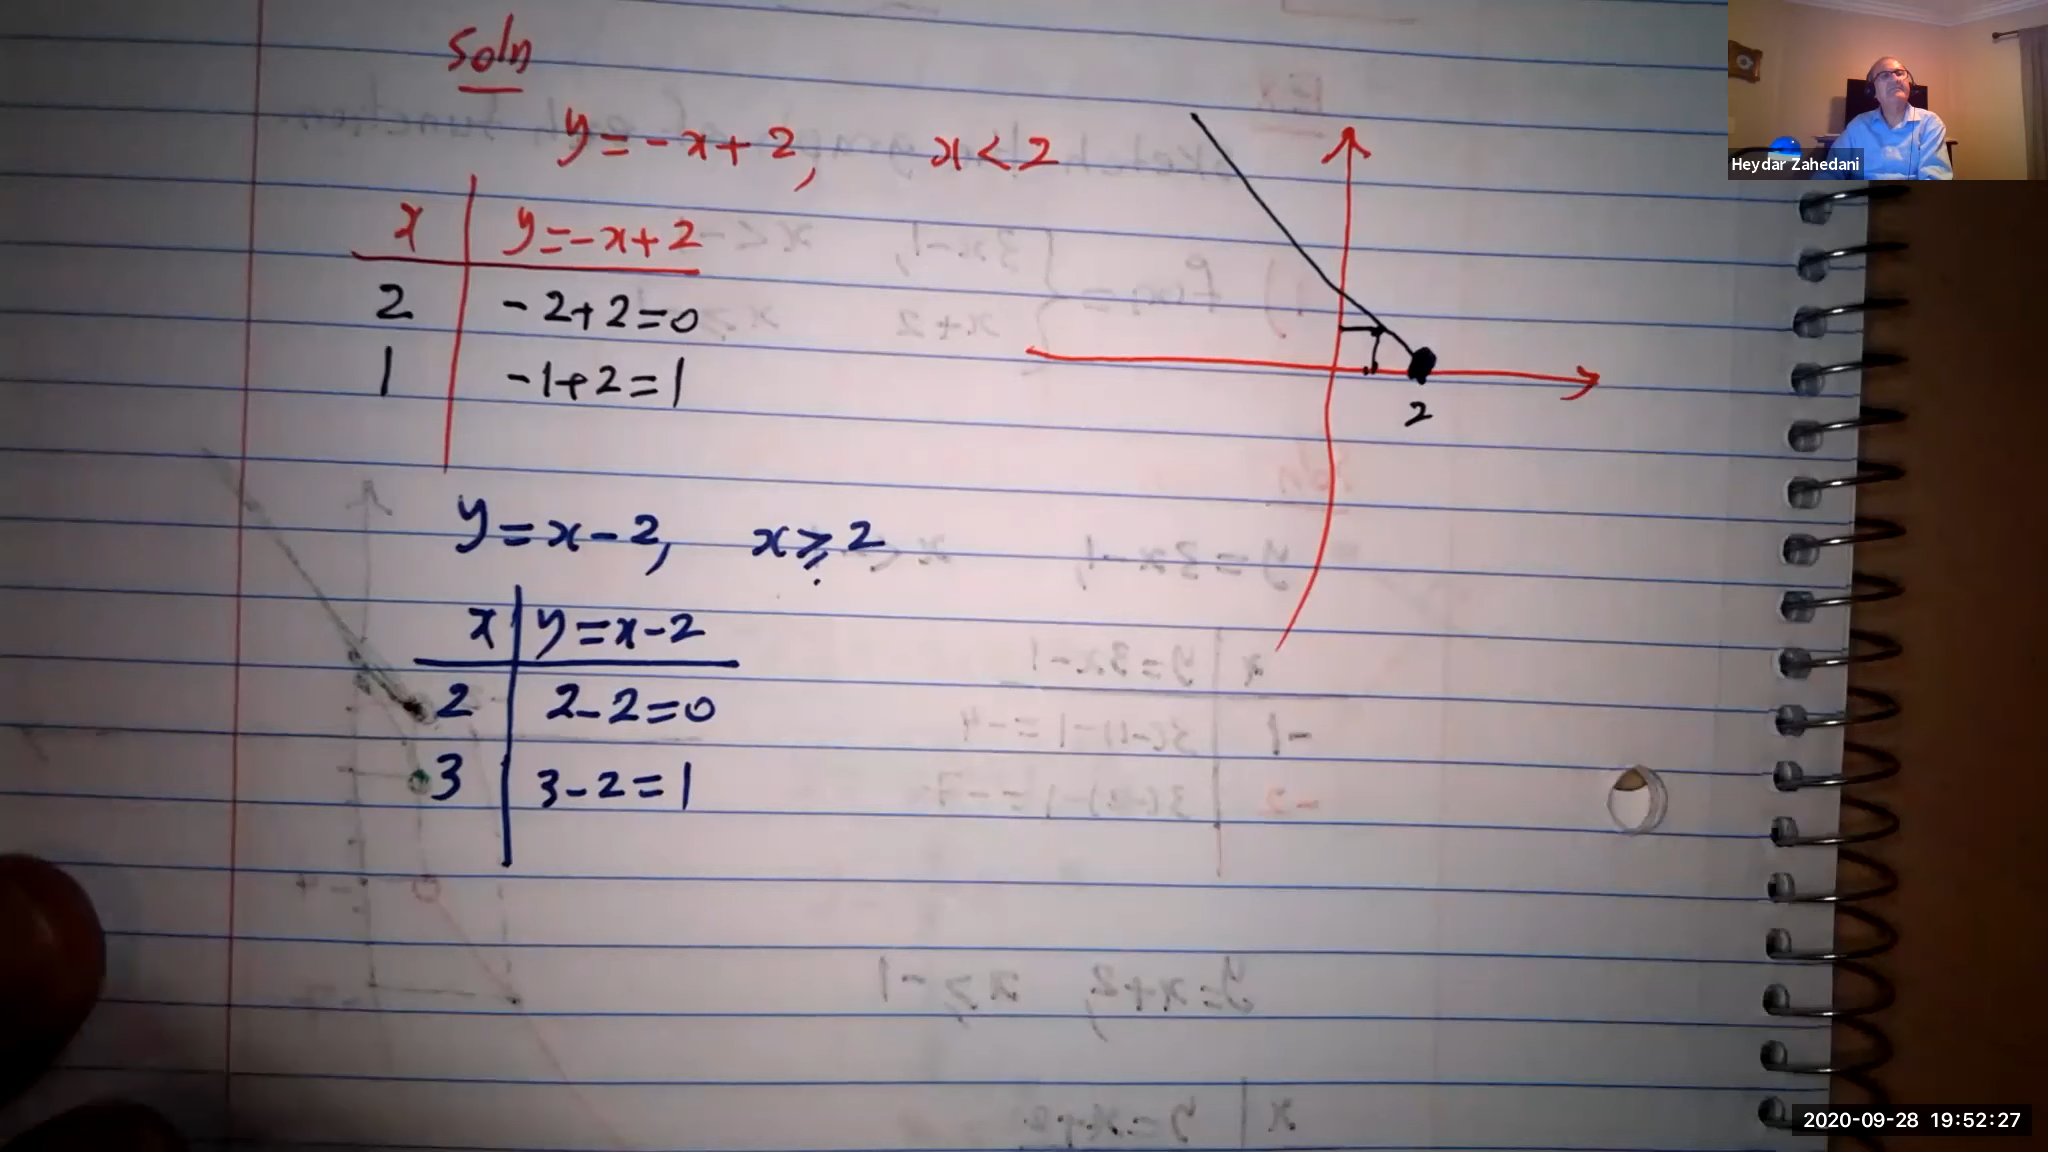 Soln
y = -x + 2, x < 2
x | y = -x + 2
2 | -2 + 2 = 0
1 | -1 + 2 = 1
2
y = x - 2, x ≥ 2
x | y = x - 2
2 | 2 - 2 = 0
3 | 3 - 2 = 1
Heydar Zahedani
2020-09-28 19:52:27